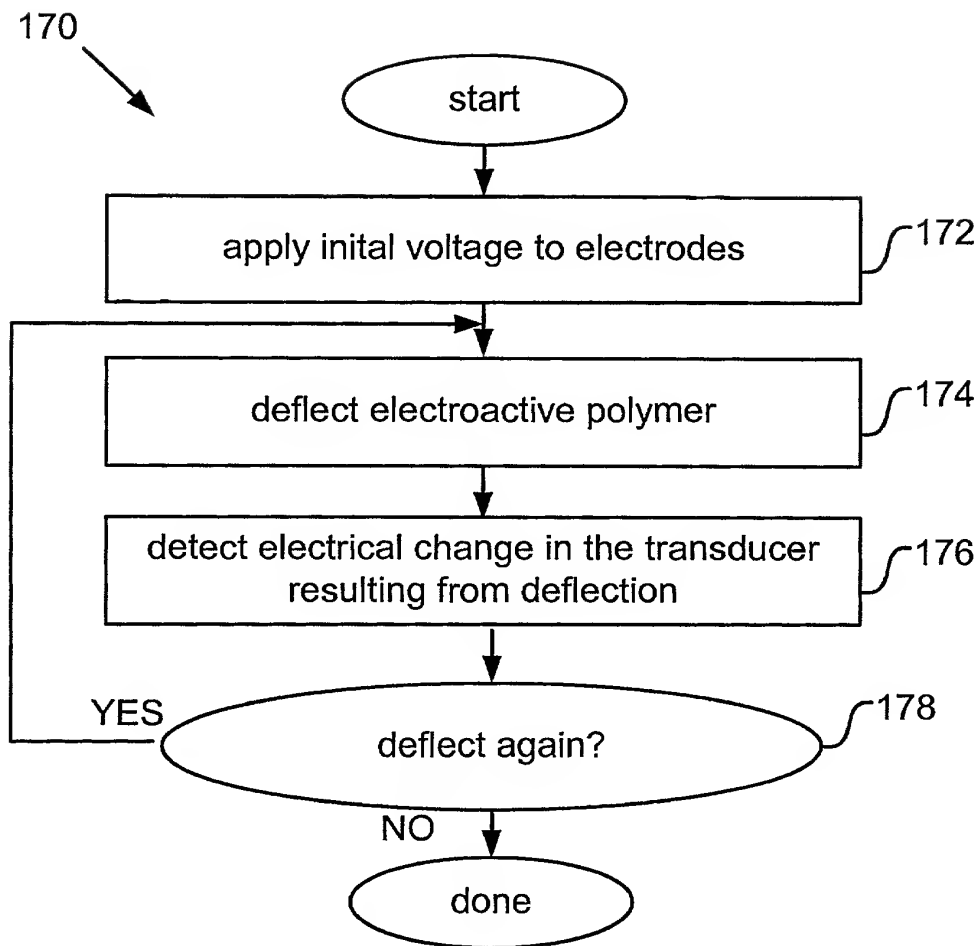 170
start
apply inital voltage to electrodes
172
deflect electroactive polymer
174
detect electrical change in the transducer
resulting from deflection
176
YES
deflect again?
178
NO
done